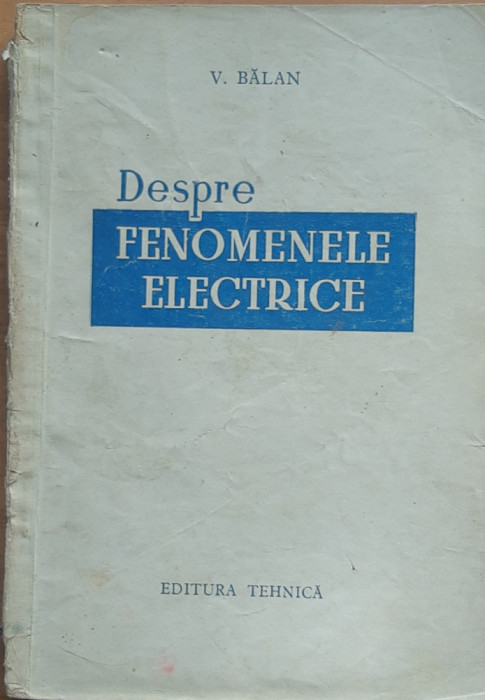 V. BĂLAN
Despre
FENOMENELE
ELECTRICE
EDITURA TEHNICĂ